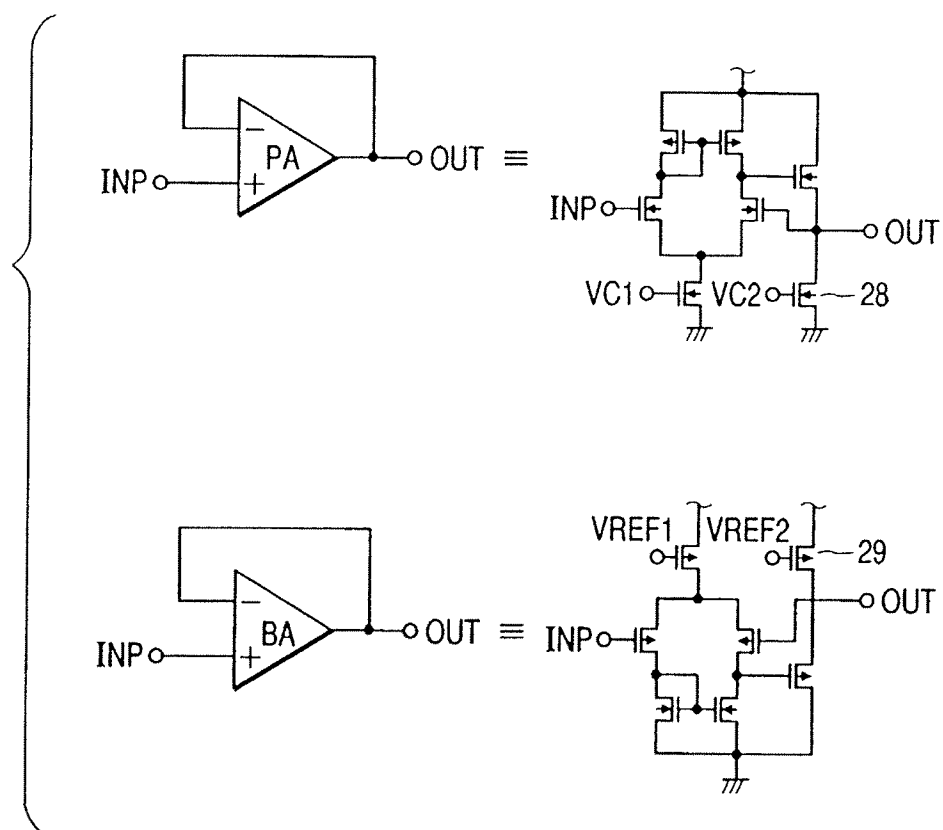 − PA
INP + OUT ≡
INP OUT
VC1 VC2 28
VREF1 VREF2 29
− BA
INP + OUT ≡
INP OUT